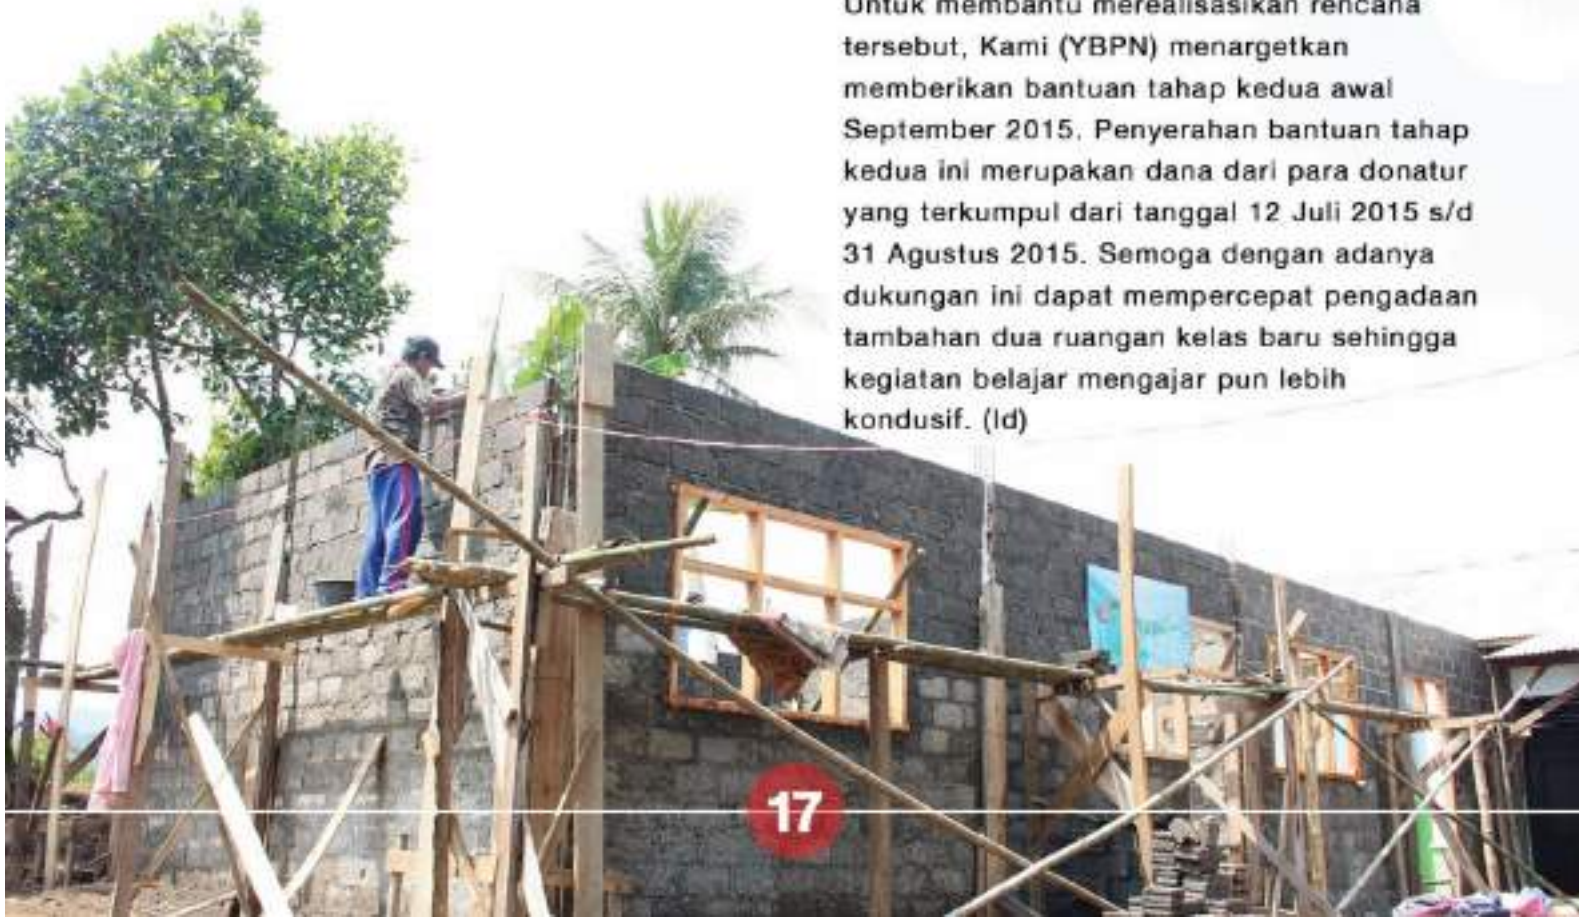 Untuk membantu merealisasikan rencana
tersebut, Kami (YBPN) menargetkan
memberikan bantuan tahap kedua awal
September 2015. Penyerahan bantuan tahap
kedua ini merupakan dana dari para donatur
yang terkumpul dari tanggal 12 Juli 2015 s/d
31 Agustus 2015. Semoga dengan adanya
dukungan ini dapat mempercepat pengadaan
tambahan dua ruangan kelas baru sehingga
kegiatan belajar mengajar pun lebih
kondusif. (Id)
17